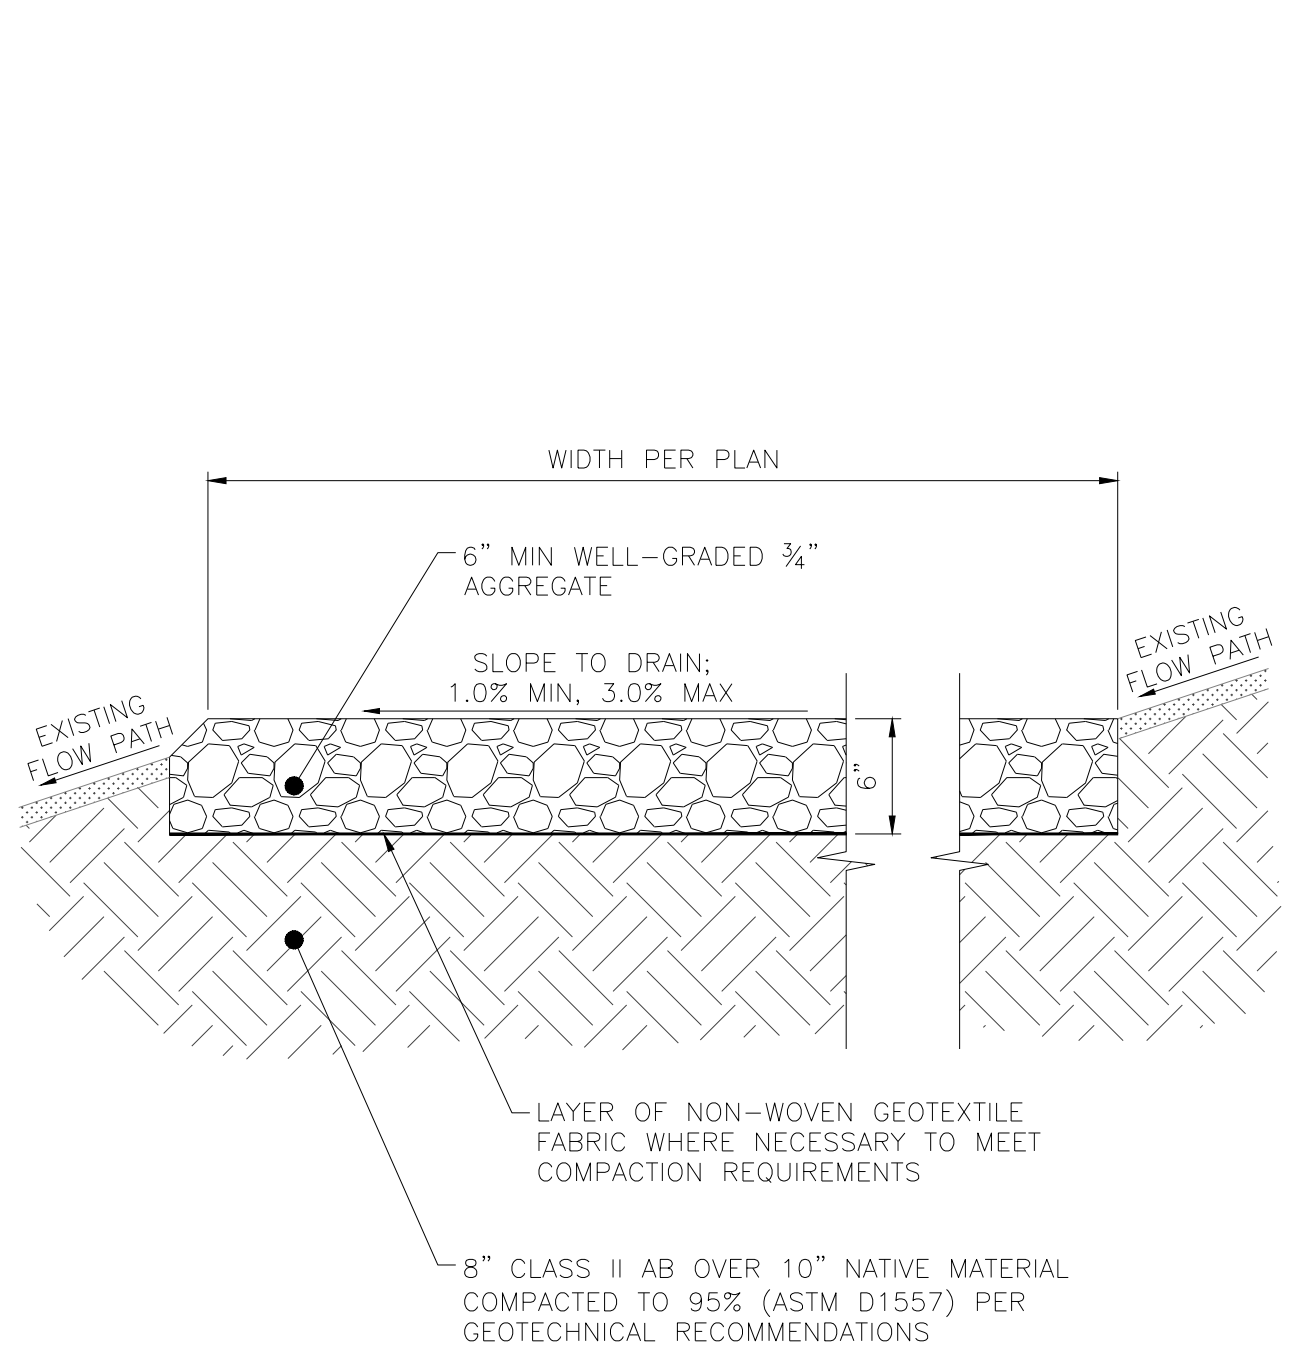 WIDTH PER PLAN
6" MIN WELL-GRADED ¾"
AGGREGATE
EXISTING
FLOW PATH
SLOPE TO DRAIN;
1.0% MIN, 3.0% MAX
EXISTING
FLOW PATH
6"
LAYER OF NON-WOVEN GEOTEXTILE
FABRIC WHERE NECESSARY TO MEET
COMPACTION REQUIREMENTS
8" CLASS II AB OVER 10" NATIVE MATERIAL
COMPACTED TO 95% (ASTM D1557) PER
GEOTECHNICAL RECOMMENDATIONS